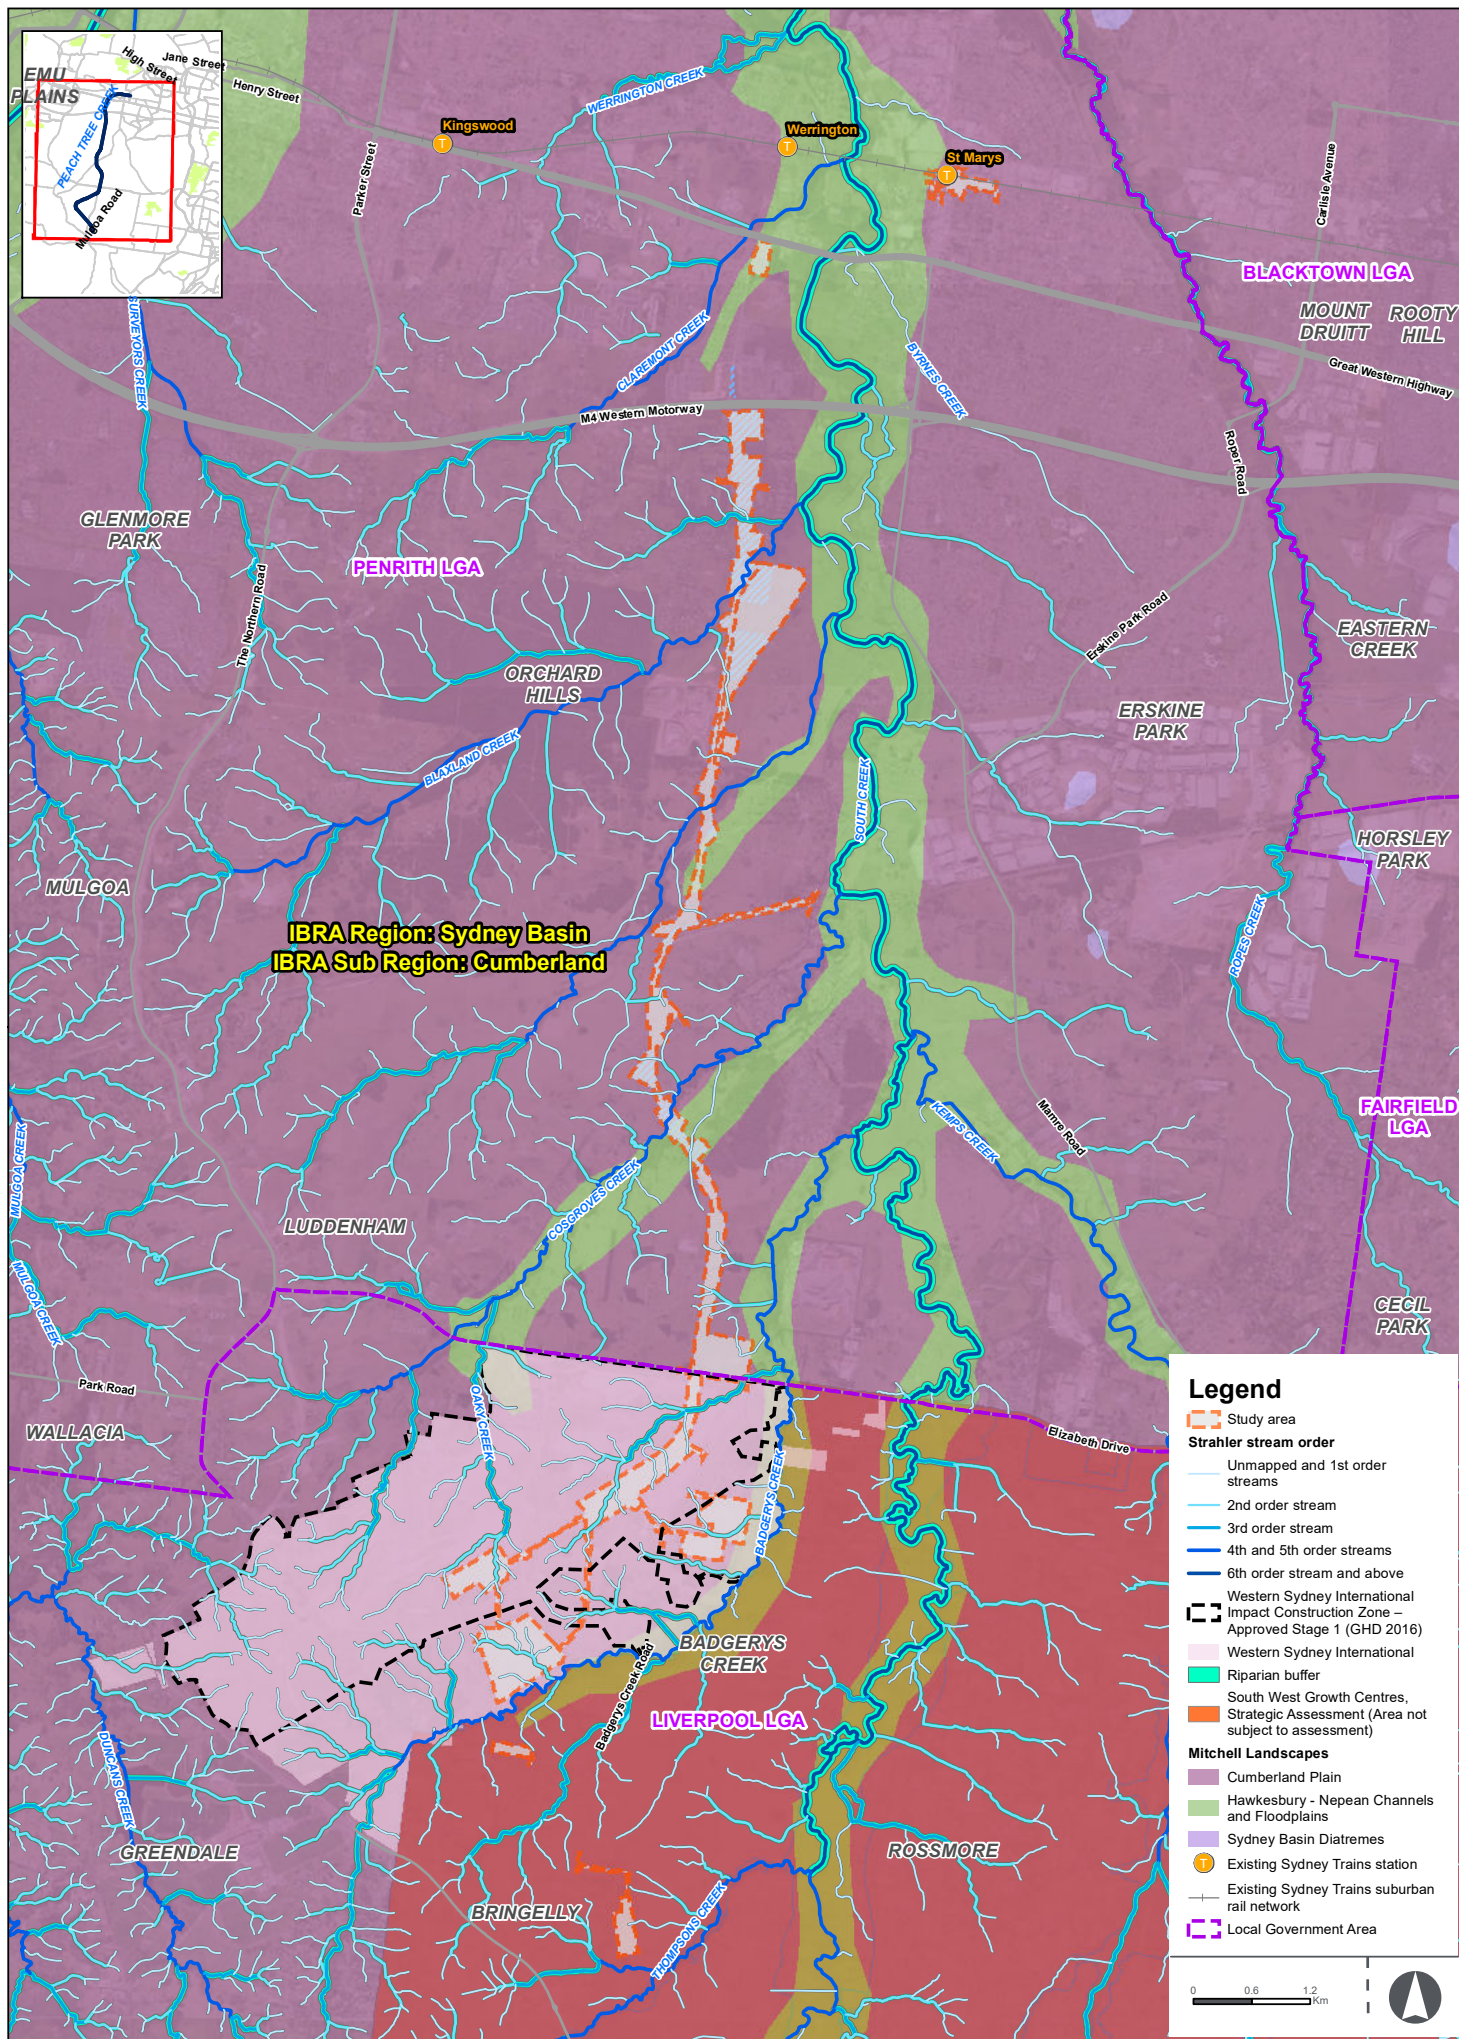 EMU
PLAINS
High Street
Jane Street
Henry Street
PEACH TREE CREEK
Mulgoa Road
WERRINGTON CREEK
Kingswood
T
Werrington
T
St Marys
T
Parker Street
Carlisle Avenue
BLACKTOWN LGA
MOUNT
DRUITT
ROOTY
HILL
SURVEYORS CREEK
CLAREMONT CREEK
BYRNES CREEK
Great Western Highway
M4 Western Motorway
Roper Road
GLENMORE
PARK
PENRITH LGA
The Northern Road
Erskine Park Road
EASTERN
CREEK
ORCHARD
HILLS
ERSKINE
PARK
BLAXLAND CREEK
SOUTH CREEK
HORSLEY
PARK
MULGOA
IBRA Region: Sydney Basin
IBRA Sub Region: Cumberland
ROPES CREEK
KEMPS CREEK
Mamre Road
FAIRFIELD
LGA
MULGOA CREEK
COSGROVES CREEK
LUDDENHAM
MULGOA CREEK
CECIL
PARK
Park Road
OAKY CREEK
WALLACIA
Elizabeth Drive
BADGERYS CREEK
BADGERYS
CREEK
Badgerys Creek Road
LIVERPOOL LGA
DUNCANS CREEK
GREENDALE
ROSSMORE
BRINGELLY
THOMPSONS CREEK
Legend
Study area
Strahler stream order
Unmapped and 1st order
streams
2nd order stream
3rd order stream
4th and 5th order streams
6th order stream and above
Western Sydney International
Impact Construction Zone –
Approved Stage 1 (GHD 2016)
Western Sydney International
Riparian buffer
South West Growth Centres,
Strategic Assessment (Area not
subject to assessment)
Mitchell Landscapes
Cumberland Plain
Hawkesbury - Nepean Channels
and Floodplains
Sydney Basin Diatremes
T
Existing Sydney Trains station
Existing Sydney Trains suburban
rail network
Local Government Area
0 0.6 1.2
Km